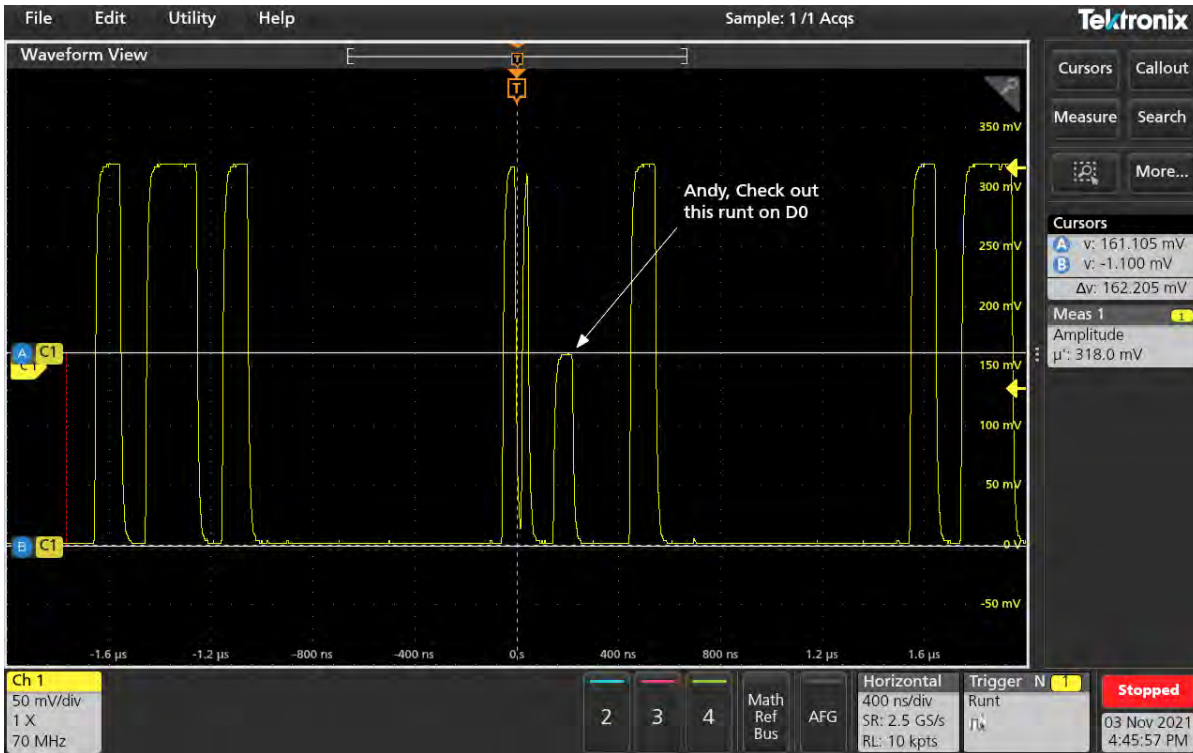 File Edit Utility Help Sample: 1 /1 Acqs Tektronix
Waveform View
T
T
Cursors Callout
Measure Search
More...
350 mV
300 mV
250 mV
200 mV
150 mV
100 mV
50 mV
0 V
-50 mV
Andy, Check out
this runt on D0
A C1
C1
B C1
-1.6 µs -1.2 µs -800 ns -400 ns 0 s 400 ns 800 ns 1.2 µs 1.6 µs
Cursors
A v: 161.105 mV
B v: -1.100 mV
Δv: 162.205 mV
Meas 1 1
Amplitude
µ': 318.0 mV
Ch 1
50 mV/div
1 X
70 MHz
2 3 4
Math
Ref
Bus
AFG
Horizontal
400 ns/div
SR: 2.5 GS/s
RL: 10 kpts
Trigger N 1
Runt
Stopped
03 Nov 2021
4:45:57 PM